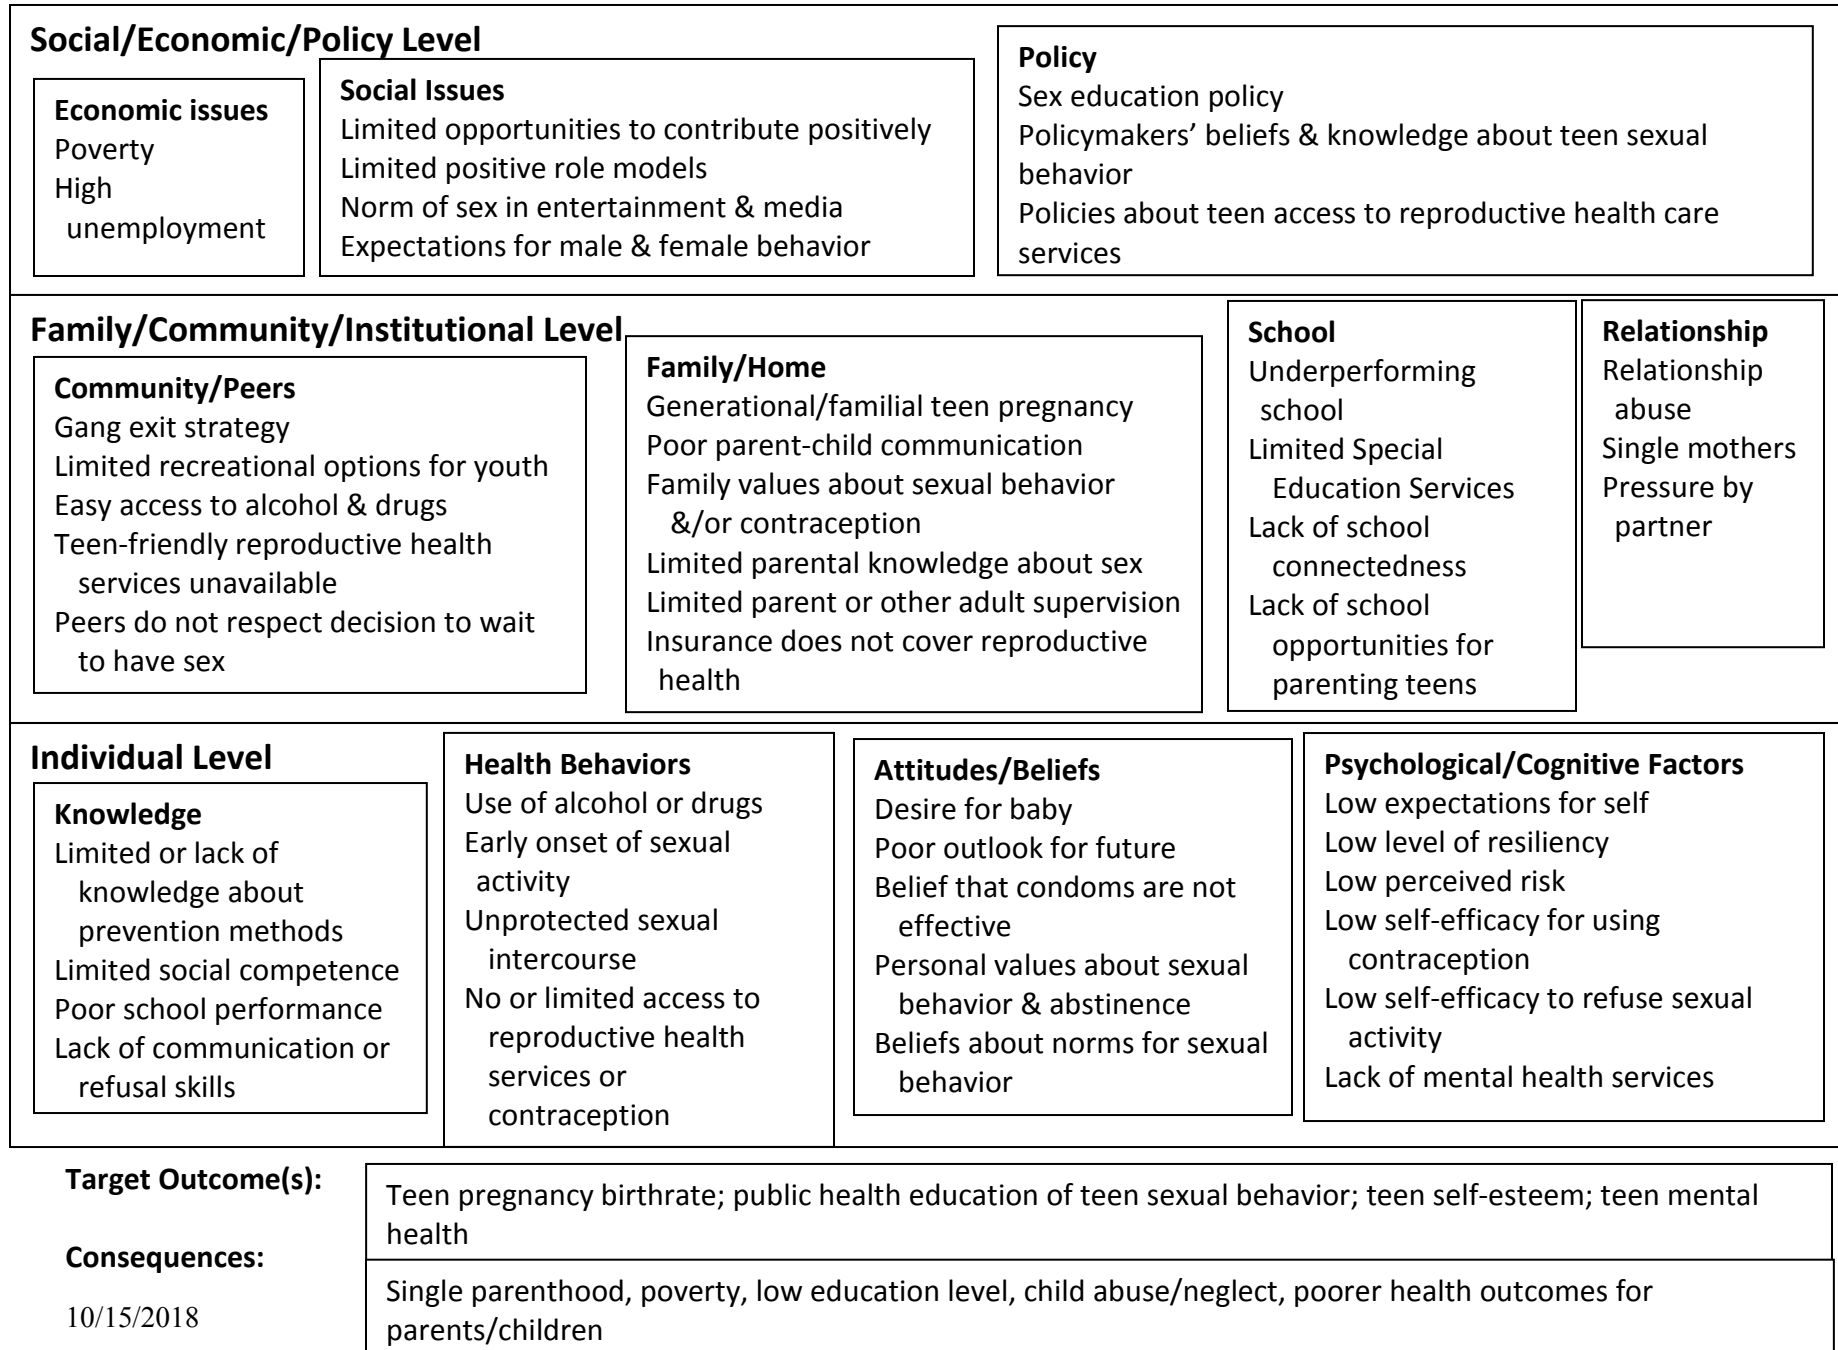 Social/Economic/Policy Level
Economic issues
Poverty
High
unemployment
Social Issues
Limited opportunities to contribute positively
Limited positive role models
Norm of sex in entertainment & media
Expectations for male & female behavior
Policy
Sex education policy
Policymakers’ beliefs & knowledge about teen sexual
behavior
Policies about teen access to reproductive health care
services
Family/Community/Institutional Level
Community/Peers
Gang exit strategy
Limited recreational options for youth
Easy access to alcohol & drugs
Teen-friendly reproductive health
services unavailable
Peers do not respect decision to wait
to have sex
Family/Home
Generational/familial teen pregnancy
Poor parent-child communication
Family values about sexual behavior
&/or contraception
Limited parental knowledge about sex
Limited parent or other adult supervision
Insurance does not cover reproductive
health
School
Underperforming
school
Limited Special
Education Services
Lack of school
connectedness
Lack of school
opportunities for
parenting teens
Relationship
Relationship
abuse
Single mothers
Pressure by
partner
Individual Level
Knowledge
Limited or lack of
knowledge about
prevention methods
Limited social competence
Poor school performance
Lack of communication or
refusal skills
Health Behaviors
Use of alcohol or drugs
Early onset of sexual
activity
Unprotected sexual
intercourse
No or limited access to
reproductive health
services or
contraception
Attitudes/Beliefs
Desire for baby
Poor outlook for future
Belief that condoms are not
effective
Personal values about sexual
behavior & abstinence
Beliefs about norms for sexual
behavior
Psychological/Cognitive Factors
Low expectations for self
Low level of resiliency
Low perceived risk
Low self-efficacy for using
contraception
Low self-efficacy to refuse sexual
activity
Lack of mental health services
Target Outcome(s):
Teen pregnancy birthrate; public health education of teen sexual behavior; teen self-esteem; teen mental
health
Consequences:
Single parenthood, poverty, low education level, child abuse/neglect, poorer health outcomes for
parents/children
10/15/2018